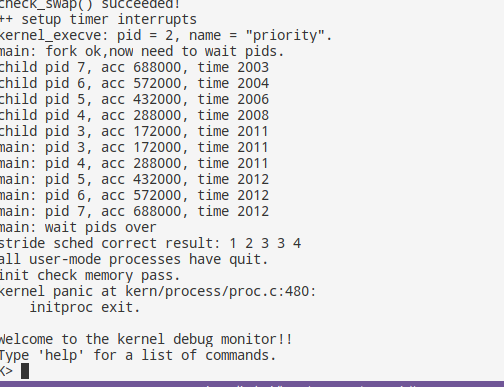 check_swap() succeeded!
++ setup timer interrupts
kernel_execve: pid = 2, name = "priority".
main: fork ok,now need to wait pids.
child pid 7, acc 688000, time 2003
child pid 6, acc 572000, time 2004
child pid 5, acc 432000, time 2006
child pid 4, acc 288000, time 2008
child pid 3, acc 172000, time 2011
main: pid 3, acc 172000, time 2011
main: pid 4, acc 288000, time 2011
main: pid 5, acc 432000, time 2012
main: pid 6, acc 572000, time 2012
main: pid 7, acc 688000, time 2012
main: wait pids over
stride sched correct result: 1 2 3 3 4
all user-mode processes have quit.
init check memory pass.
kernel panic at kern/process/proc.c:480:
    initproc exit.
Welcome to the kernel debug monitor!!
Type 'help' for a list of commands.
K>